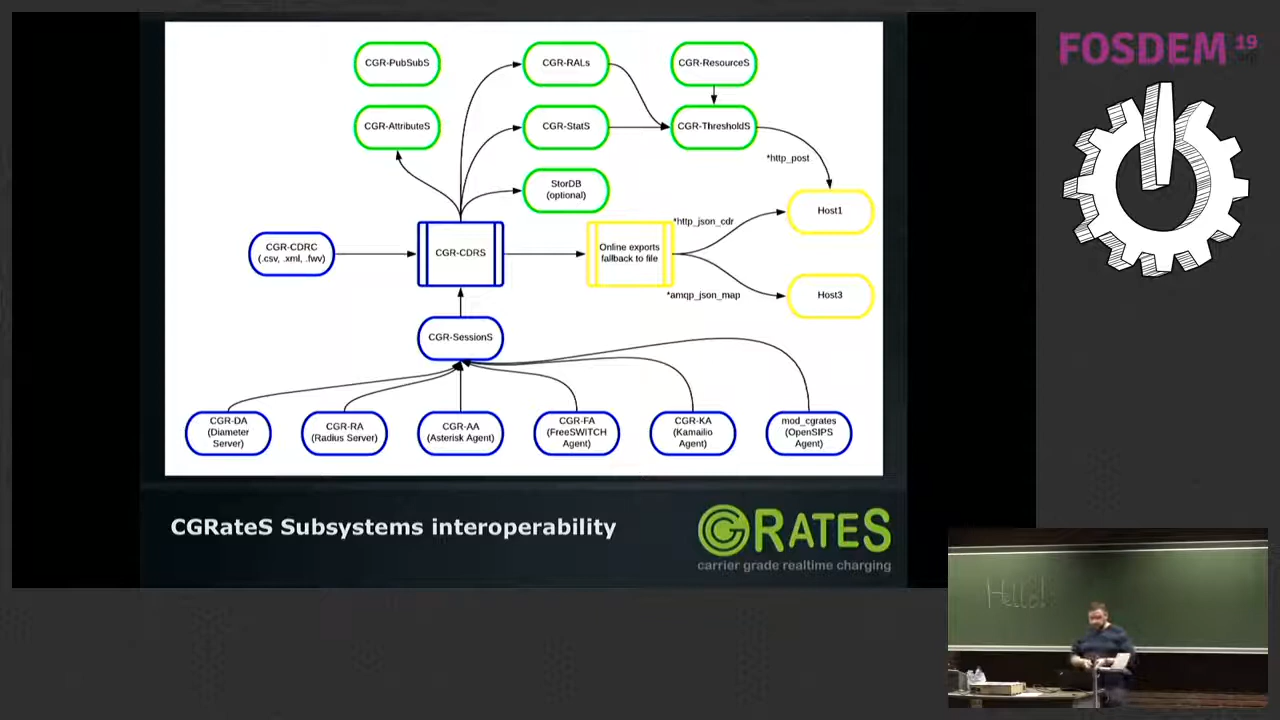 FOSDEM 19
.org
CGR-PubSubS
CGR-RALs
CGR-ResourceS
CGR-AttributeS
CGR-StatS
CGR-ThresholdS
*http_post
StorDB
(optional)
Host1
*http_json_cdr
CGR-CDRC
(.csv, .xml, .fwv)
CGR-CDRS
Online exports
fallback to file
*amqp_json_map
Host3
CGR-SessionS
CGR-DA
(Diameter
Server)
CGR-RA
(Radius Server)
CGR-AA
(Asterisk Agent)
CGR-FA
(FreeSWITCH
Agent)
CGR-KA
(Kamailio
Agent)
mod_cgrates
(OpenSIPS
Agent)
CGRateS Subsystems interoperability
CGRATES
carrier grade realtime charging
Hello!